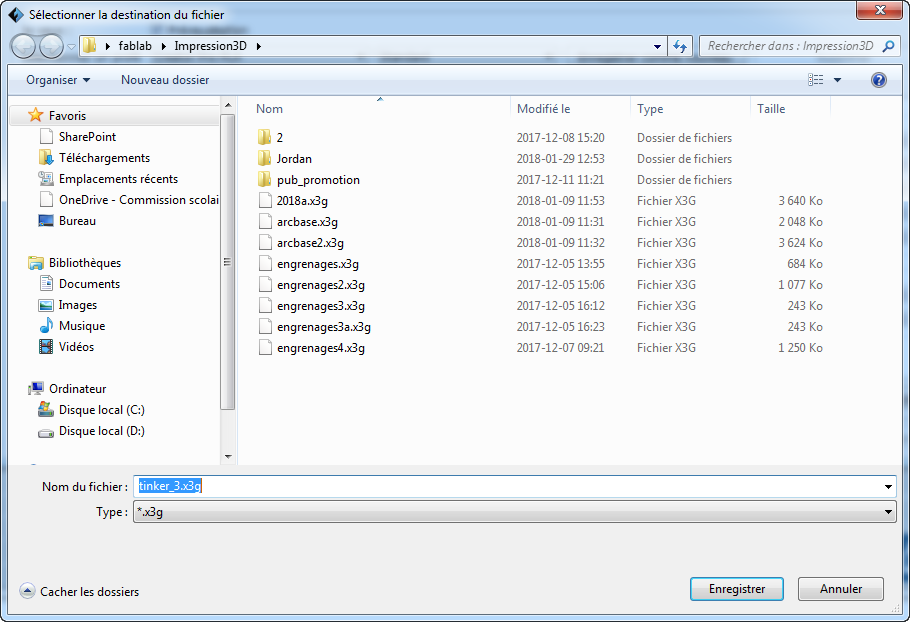 Sélectionner la destination du fichier
fablab Impression3D
Rechercher dans : Impression3D
Organiser Nouveau dossier
Nom Modifié le Type Taille
Favoris
SharePoint
Téléchargements
Emplacements récents
OneDrive - Commission scolai
Bureau
Bibliothèques
Documents
Images
Musique
Vidéos
Ordinateur
Disque local (C:)
Disque local (D:)
2 2017-12-08 15:20 Dossier de fichiers
Jordan 2018-01-29 12:53 Dossier de fichiers
pub_promotion 2017-12-11 11:21 Dossier de fichiers
2018a.x3g 2018-01-09 11:53 Fichier X3G 3 640 Ko
arcbase.x3g 2018-01-09 11:31 Fichier X3G 2 048 Ko
arcbase2.x3g 2018-01-09 11:32 Fichier X3G 3 624 Ko
engrenages.x3g 2017-12-05 13:55 Fichier X3G 684 Ko
engrenages2.x3g 2017-12-05 15:06 Fichier X3G 1 077 Ko
engrenages3.x3g 2017-12-05 16:12 Fichier X3G 243 Ko
engrenages3a.x3g 2017-12-05 16:23 Fichier X3G 243 Ko
engrenages4.x3g 2017-12-07 09:21 Fichier X3G 1 250 Ko
Nom du fichier : tinker_3.x3g
Type : *.x3g
Cacher les dossiers
Enregistrer Annuler